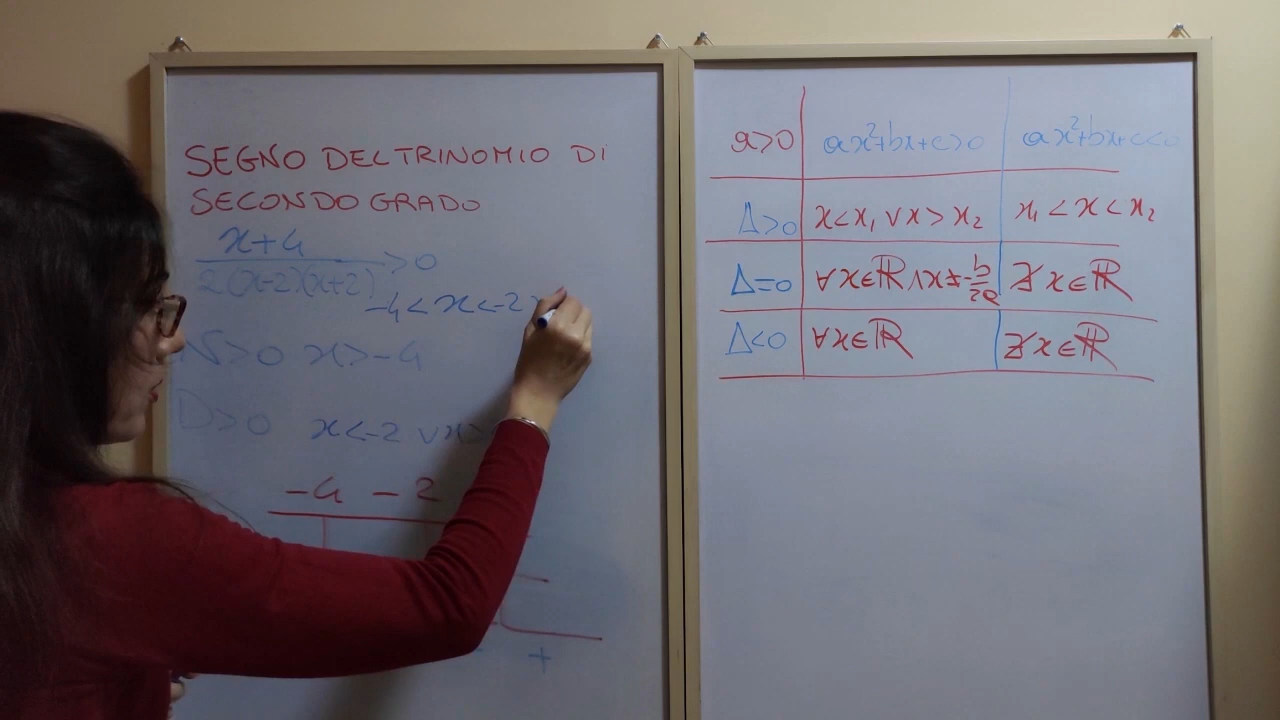 SEGNO DEL TRINOMIO DI
SECONDO GRADO
x+4
2(x-2)(x+2) >0
-4<x<-2 ∨
N>0 x>-4
D>0 x<-2 ∨ x>
-4 -2
+
a>0 ax²+bx+c>0 ax²+bx+c<0
Δ>0 x<x₁ ∨ x>x₂ x₁<x<x₂
Δ=0 ∀x∈ℝ ∧ x≠-b/2a ∄ x∈ℝ
Δ<0 ∀x∈ℝ ∄ x∈ℝ